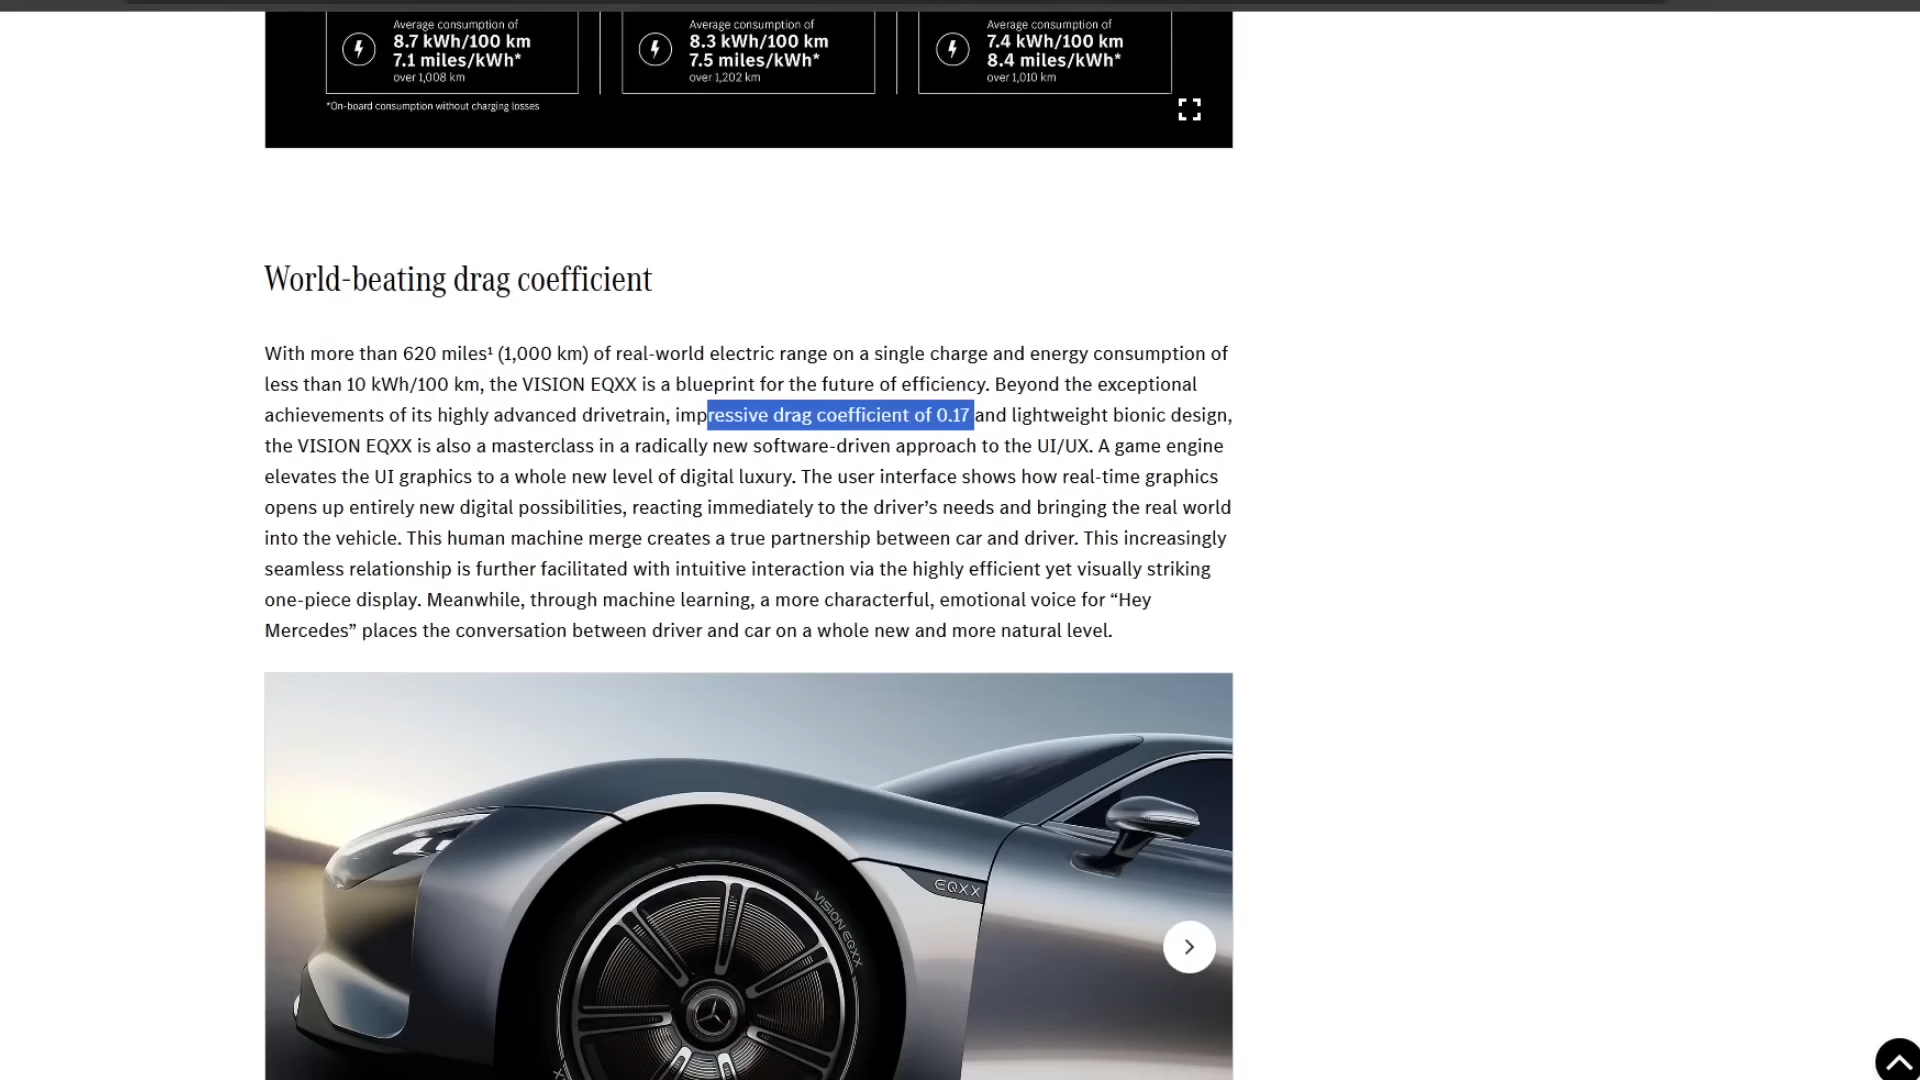 Average consumption of
8.7 kWh/100 km
7.1 miles/kWh*
over 1,008 km
Average consumption of
8.3 kWh/100 km
7.5 miles/kWh*
over 1,202 km
Average consumption of
7.4 kWh/100 km
8.4 miles/kWh*
over 1,010 km
*On-board consumption without charging losses
World-beating drag coefficient
With more than 620 miles¹ (1,000 km) of real-world electric range on a single charge and energy consumption of
less than 10 kWh/100 km, the VISION EQXX is a blueprint for the future of efficiency. Beyond the exceptional
achievements of its highly advanced drivetrain, impressive drag coefficient of 0.17 and lightweight bionic design,
the VISION EQXX is also a masterclass in a radically new software-driven approach to the UI/UX. A game engine
elevates the UI graphics to a whole new level of digital luxury. The user interface shows how real-time graphics
opens up entirely new digital possibilities, reacting immediately to the driver’s needs and bringing the real world
into the vehicle. This human machine merge creates a true partnership between car and driver. This increasingly
seamless relationship is further facilitated with intuitive interaction via the highly efficient yet visually striking
one-piece display. Meanwhile, through machine learning, a more characterful, emotional voice for “Hey
Mercedes” places the conversation between driver and car on a whole new and more natural level.
EQXX
VISION EQXX